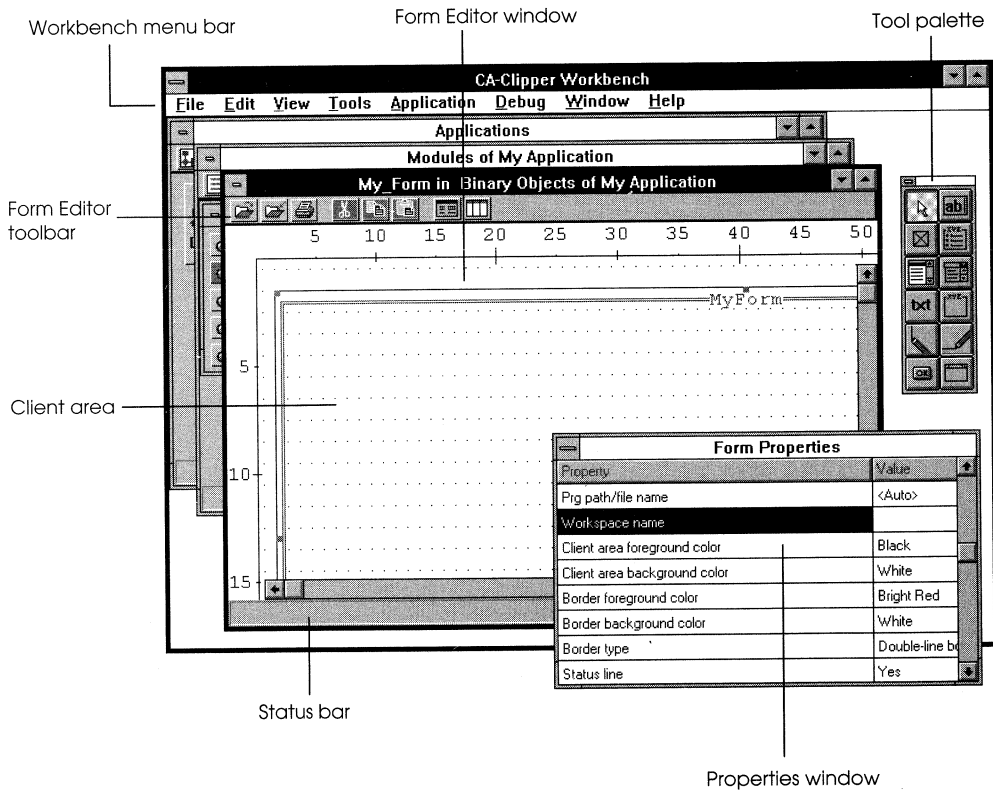 Form Editor window
Workbench menu bar
Tool palette
CA-Clipper Workbench
File Edit View Tools Application Debug Window Help
Applications
Modules of My Application
My_Form in Binary Objects of My Application
Form Editor
toolbar
5 10 15 20 25 30 35 40 45 50
MyForm
ab
txt
OK
5
Client area
10
15
Form Properties
Property Value
Prg path/file name <Auto>
Workspace name
Client area foreground color Black
Client area background color White
Border foreground color Bright Red
Border background color White
Border type Double-line bo
Status line Yes
Status bar
Properties window